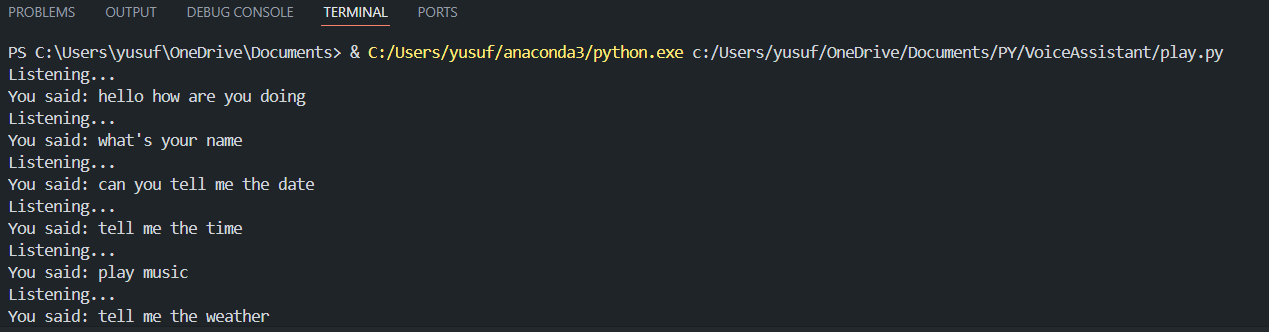 PROBLEMS OUTPUT DEBUG CONSOLE TERMINAL PORTS
PS C:\Users\yusuf\OneDrive\Documents> & C:/Users/yusuf/anaconda3/python.exe c:/Users/yusuf/OneDrive/Documents/PY/VoiceAssistant/play.py
Listening...
You said: hello how are you doing
Listening...
You said: what's your name
Listening...
You said: can you tell me the date
Listening...
You said: tell me the time
Listening...
You said: play music
Listening...
You said: tell me the weather